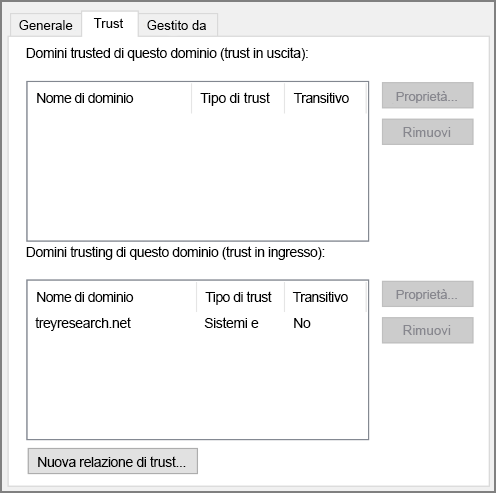 Generale Trust Gestito da
Domini trusted di questo dominio (trust in uscita):
Nome di dominio Tipo di trust Transitivo
Proprietà...
Rimuovi
Domini trusting di questo dominio (trust in ingresso):
Nome di dominio Tipo di trust Transitivo
Proprietà...
treyresearch.net Sistemi e No
Rimuovi
Nuova relazione di trust...